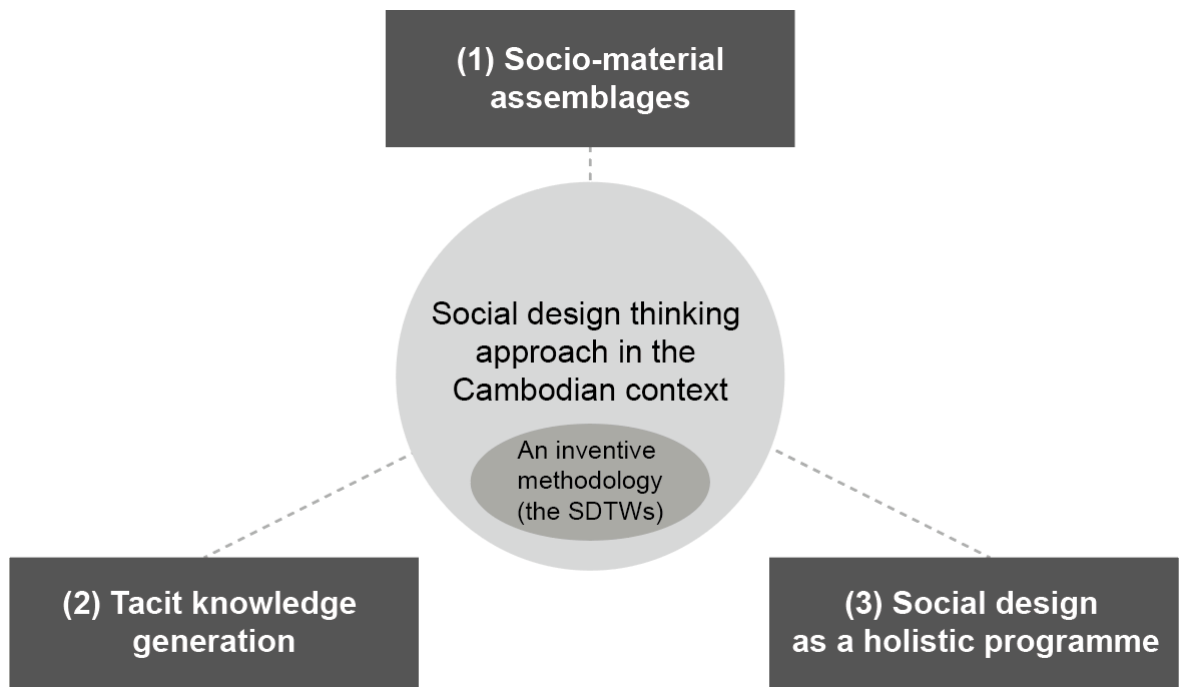 (1) Socio-material
assemblages
Social design thinking
approach in the
Cambodian context
An inventive
methodology
(the SDTWs)
(2) Tacit knowledge
generation
(3) Social design
as a holistic programme